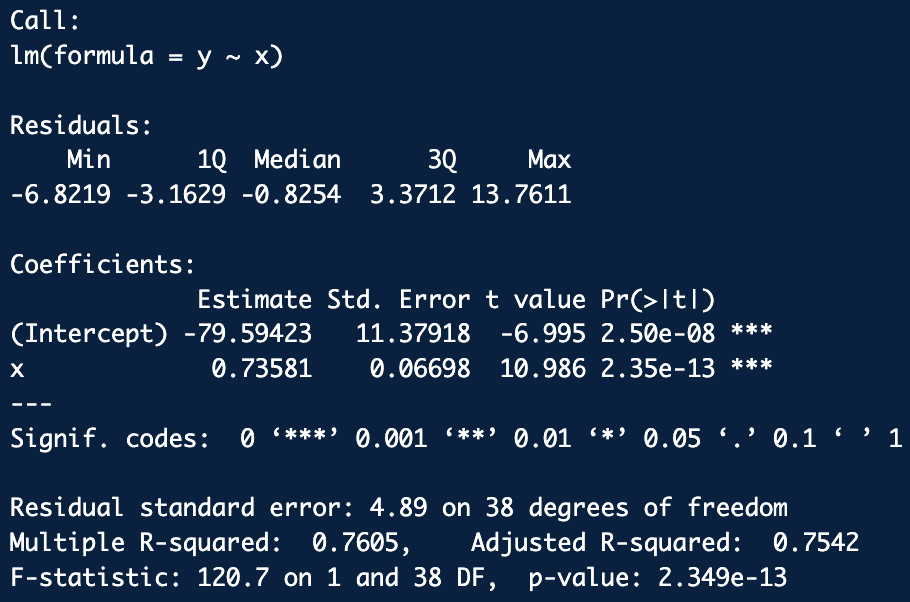 Call:
lm(formula = y ~ x)
Residuals:
    Min      1Q  Median      3Q     Max
-6.8219 -3.1629 -0.8254  3.3712 13.7611
Coefficients:
             Estimate Std. Error t value Pr(>|t|)
(Intercept) -79.59423   11.37918  -6.995 2.50e-08 ***
x             0.73581    0.06698  10.986 2.35e-13 ***
---
Signif. codes:  0 ‘***’ 0.001 ‘**’ 0.01 ‘*’ 0.05 ‘.’ 0.1 ‘ ’ 1
Residual standard error: 4.89 on 38 degrees of freedom
Multiple R-squared:  0.7605,    Adjusted R-squared:  0.7542
F-statistic: 120.7 on 1 and 38 DF,  p-value: 2.349e-13